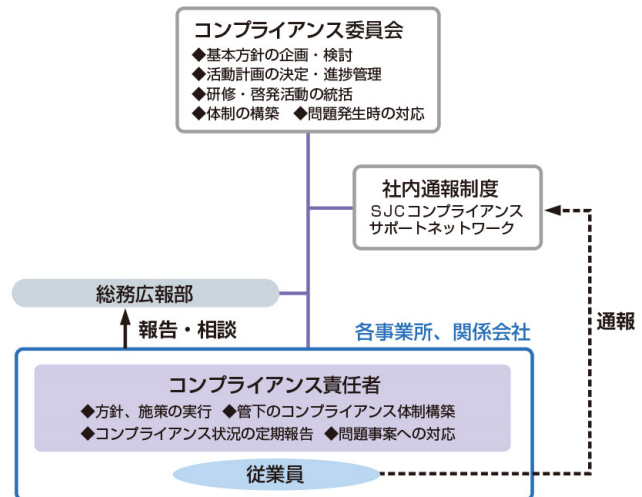 コンプライアンス委員会
◆基本方針の企画・検討
◆活動計画の決定・進捗管理
◆研修・啓発活動の統括
◆体制の構築 ◆問題発生時の対応
社内通報制度
SJCコンプライアンス
サポートネットワーク
総務広報部
報告・相談
各事業所、関係会社
通報
コンプライアンス責任者
◆方針、施策の実行 ◆管下のコンプライアンス体制構築
◆コンプライアンス状況の定期報告 ◆問題事案への対応
従業員